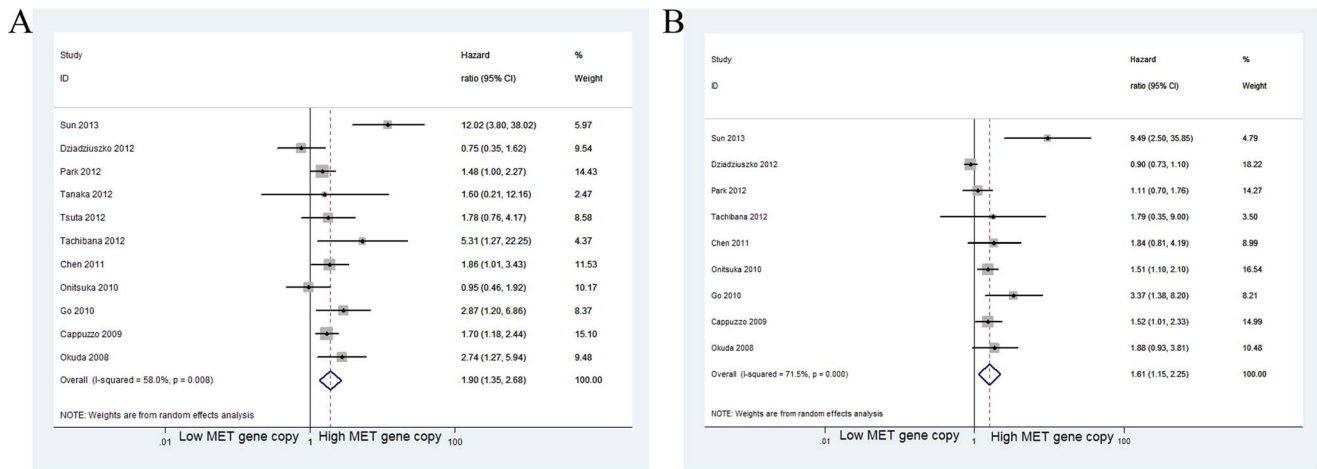 A
Study Hazard %
ID ratio (95% CI) Weight
Sun 2013 12.02 (3.80, 38.02) 5.97
Dziadziuszko 2012 0.75 (0.35, 1.62) 9.54
Park 2012 1.48 (1.00, 2.27) 14.43
Tanaka 2012 1.60 (0.21, 12.16) 2.47
Tsuta 2012 1.78 (0.76, 4.17) 8.58
Tachibana 2012 5.31 (1.27, 22.25) 4.37
Chen 2011 1.86 (1.01, 3.43) 11.53
Onitsuka 2010 0.95 (0.46, 1.92) 10.17
Go 2010 2.87 (1.20, 6.86) 8.37
Cappuzzo 2009 1.70 (1.18, 2.44) 15.10
Okuda 2008 2.74 (1.27, 5.94) 9.48
Overall (I-squared = 58.0%, p = 0.008) 1.90 (1.35, 2.68) 100.00
NOTE: Weights are from random effects analysis
Low MET gene copy High MET gene copy
.01 1 100
B
Study Hazard %
ID ratio (95% CI) Weight
Sun 2013 9.49 (2.50, 35.85) 4.79
Dziadziuszko 2012 0.90 (0.73, 1.10) 18.22
Park 2012 1.11 (0.70, 1.76) 14.27
Tachibana 2012 1.79 (0.35, 9.00) 3.50
Chen 2011 1.84 (0.81, 4.19) 8.99
Onitsuka 2010 1.51 (1.10, 2.10) 16.54
Go 2010 3.37 (1.38, 8.20) 8.21
Cappuzzo 2009 1.52 (1.01, 2.33) 14.99
Okuda 2008 1.88 (0.93, 3.81) 10.48
Overall (I-squared = 71.5%, p = 0.000) 1.61 (1.15, 2.25) 100.00
NOTE: Weights are from random effects analysis
Low MET gene copy High MET gene copy
.01 1 100